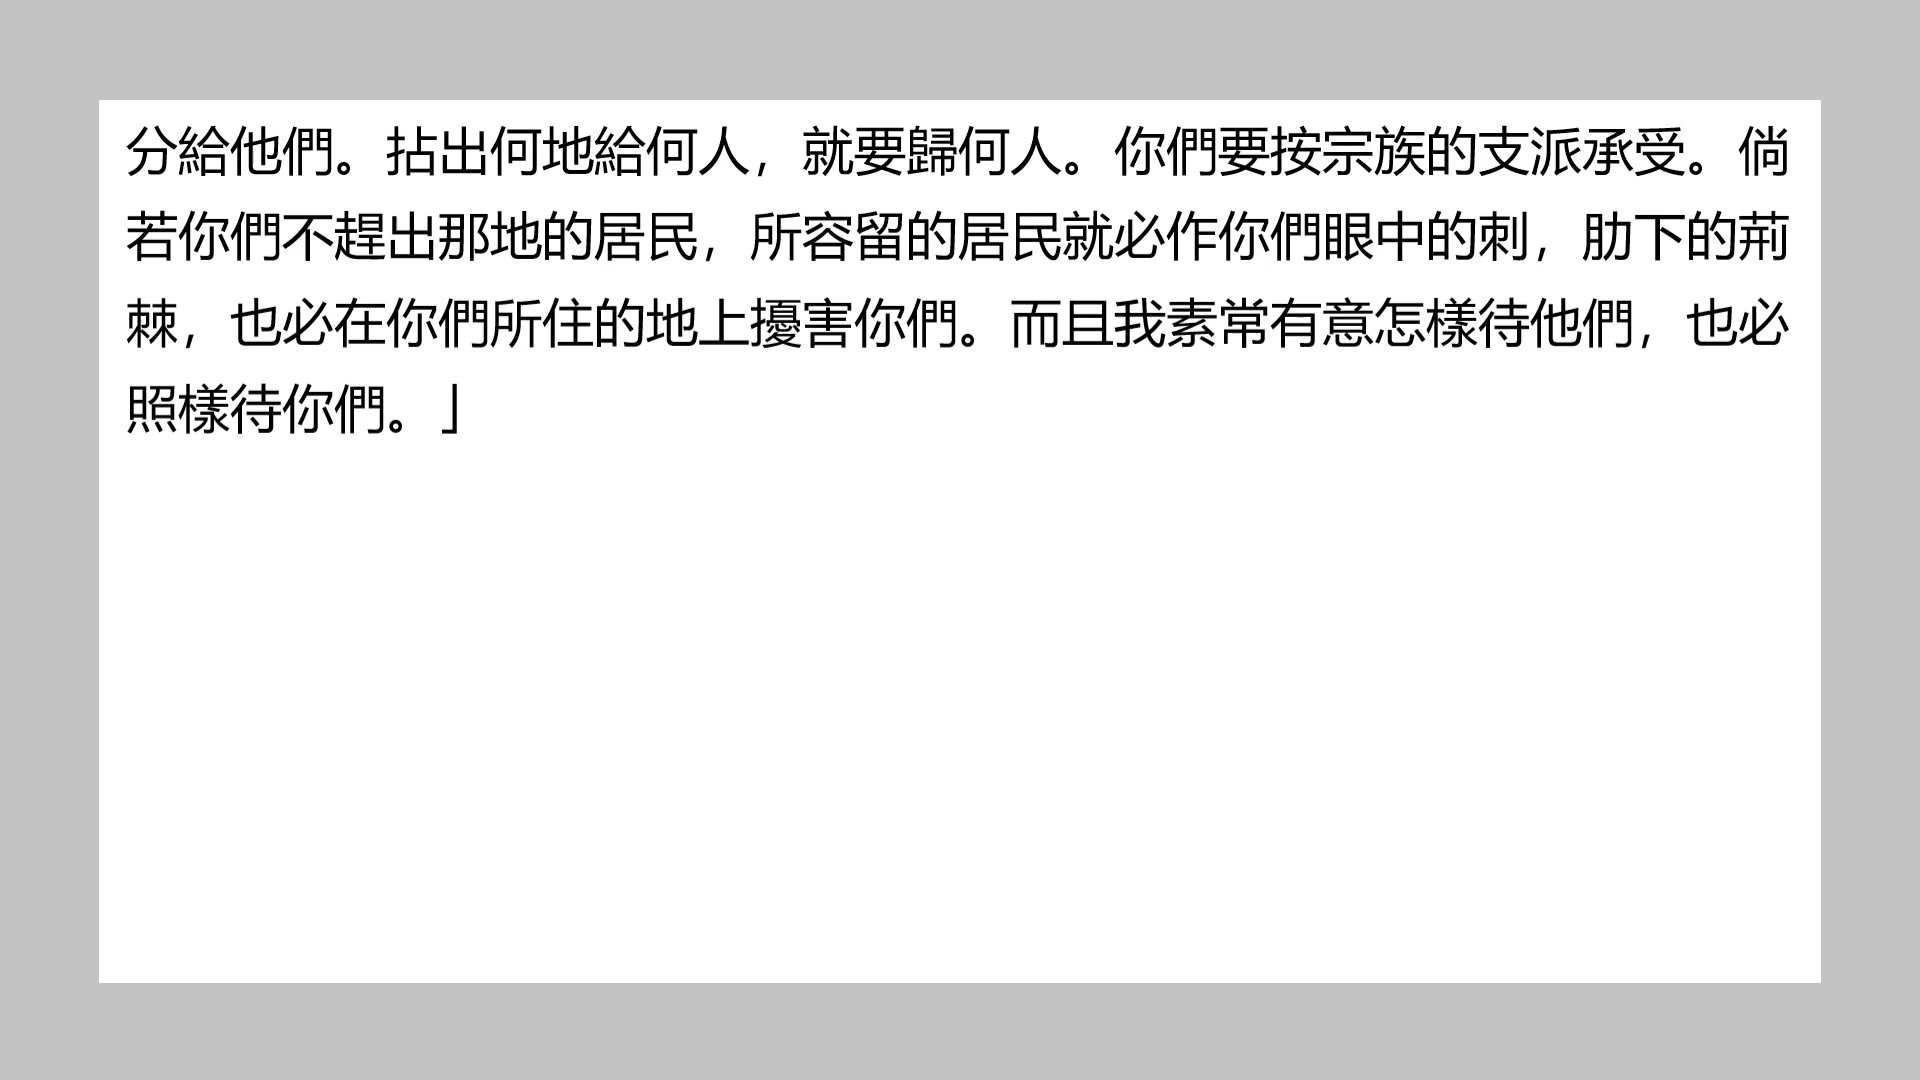 分給他們。拈出何地給何人，就要歸何人。你們要按宗族的支派承受。倘
若你們不趕出那地的居民，所容留的居民就必作你們眼中的刺，肋下的荊
棘，也必在你們所住的地上擾害你們。而且我素常有意怎樣待他們，也必
照樣待你們。」